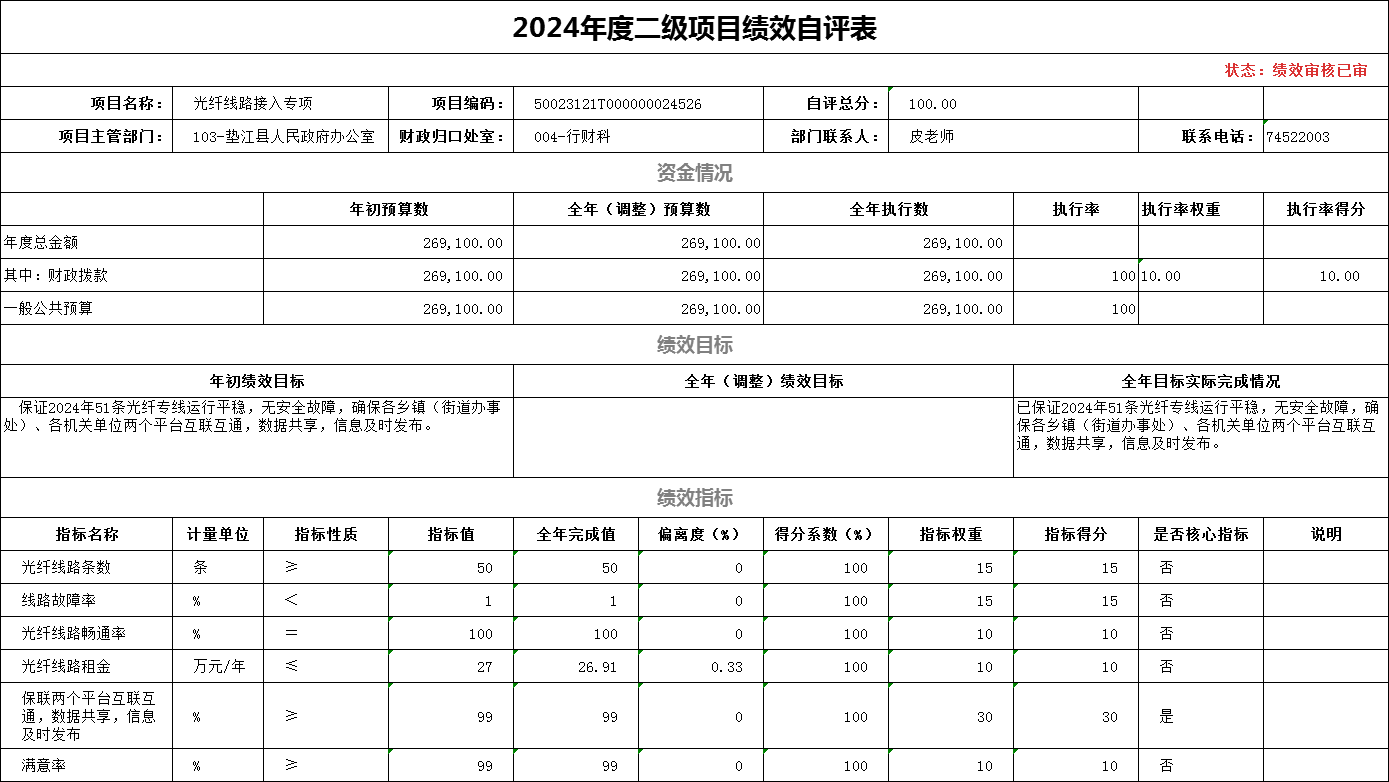 2024年度二级项目绩效自评表
状态：绩效审核已审
项目名称： 光纤线路接入专项 项目编码： 50023121T000000024526 自评总分： 100.00
项目主管部门： 103-垫江县人民政府办公室 财政归口处室： 004-行财科 部门联系人： 皮老师 联系电话： 74522003
资金情况
年初预算数 全年（调整）预算数 全年执行数 执行率 执行率权重 执行率得分
年度总金额 269,100.00 269,100.00 269,100.00
其中：财政拨款 269,100.00 269,100.00 269,100.00 100 10.00 10.00
一般公共预算 269,100.00 269,100.00 269,100.00 100
绩效目标
年初绩效目标 全年（调整）绩效目标 全年目标实际完成情况
保证2024年51条光纤专线运行平稳，无安全故障，确保各乡镇（街道办事
处）、各机关单位两个平台互联互通，数据共享，信息及时发布。
已保证2024年51条光纤专线运行平稳，无安全故障，确
保各乡镇（街道办事处）、各机关单位两个平台互联互
通，数据共享，信息及时发布。
绩效指标
指标名称 计量单位 指标性质 指标值 全年完成值 偏离度（%） 得分系数（%） 指标权重 指标得分 是否核心指标 说明
光纤线路条数 条 ≥ 50 50 0 100 15 15 否
线路故障率 % ＜ 1 1 0 100 15 15 否
光纤线路畅通率 % ＝ 100 100 0 100 10 10 否
光纤线路租金 万元/年 ≤ 27 26.91 0.33 100 10 10 否
保联两个平台互联互
通，数据共享，信息
及时发布 % ≥ 99 99 0 100 30 30 是
满意率 % ≥ 99 99 0 100 10 10 否